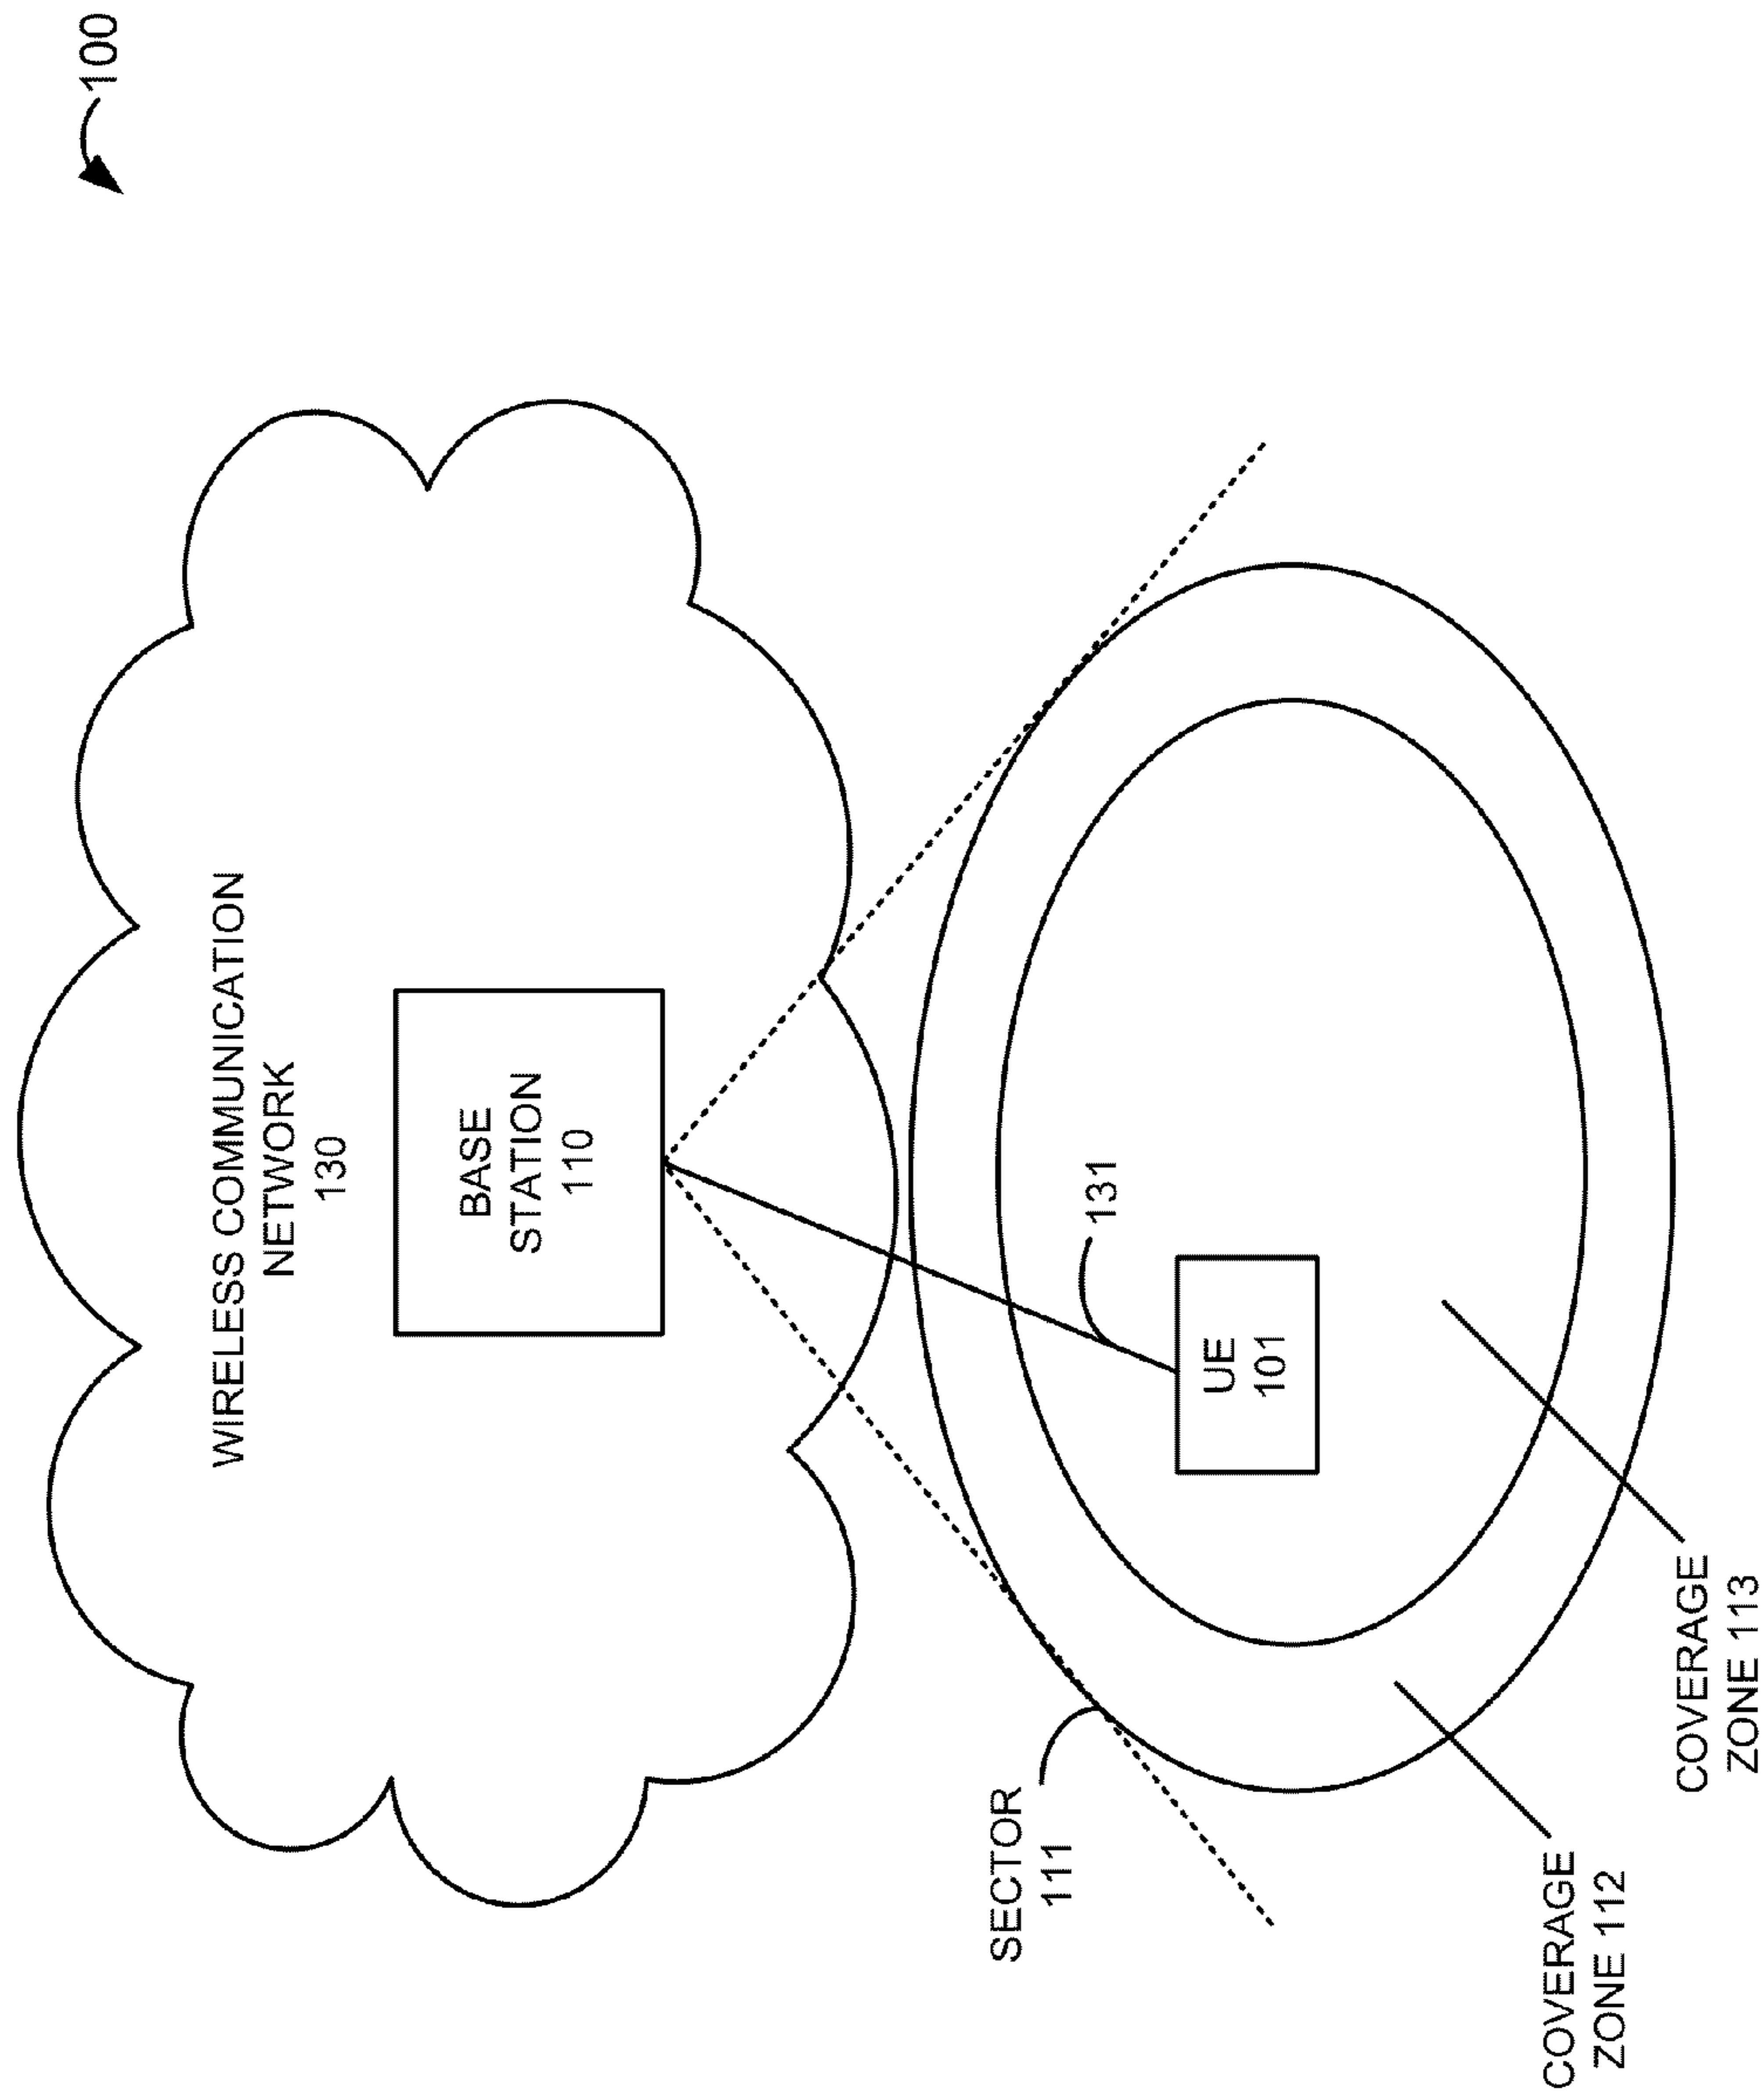 100
WIRELESS COMMUNICATION
NETWORK
130
BASE
STATION
110
131
UE
101
SECTOR
111
COVERAGE
ZONE 112
COVERAGE
ZONE 113